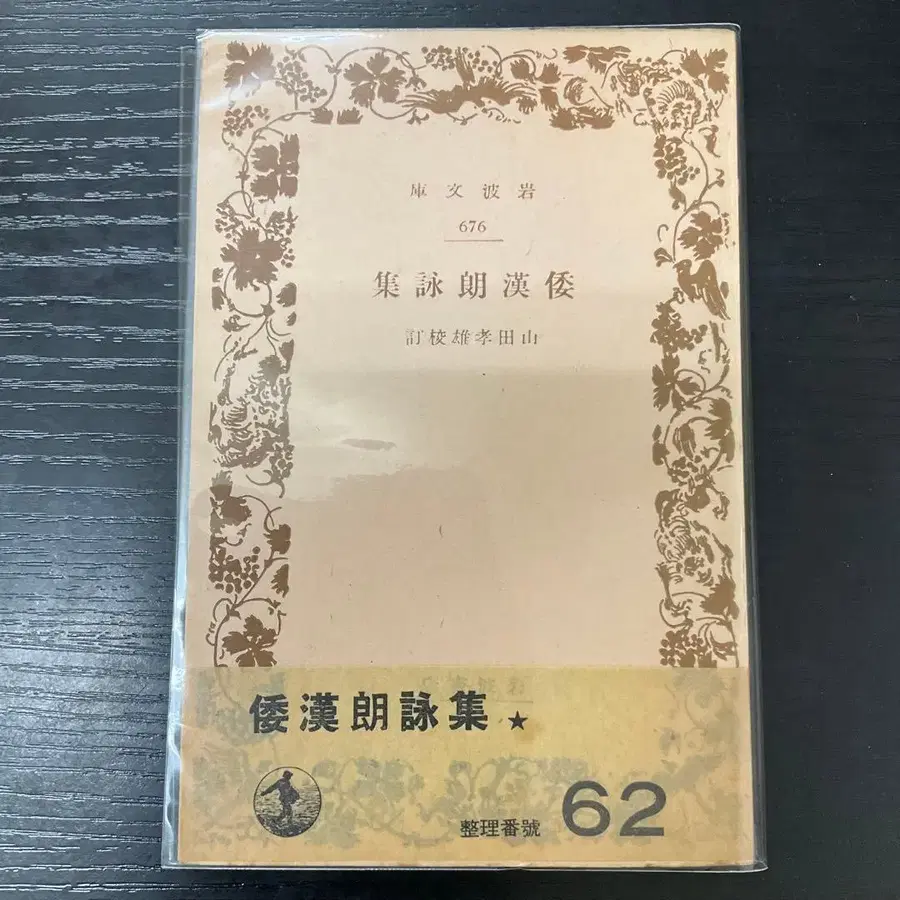 岩波文庫
676
倭漢朗詠集
山田孝雄校訂
倭漢朗詠集 ★
整理番號 62